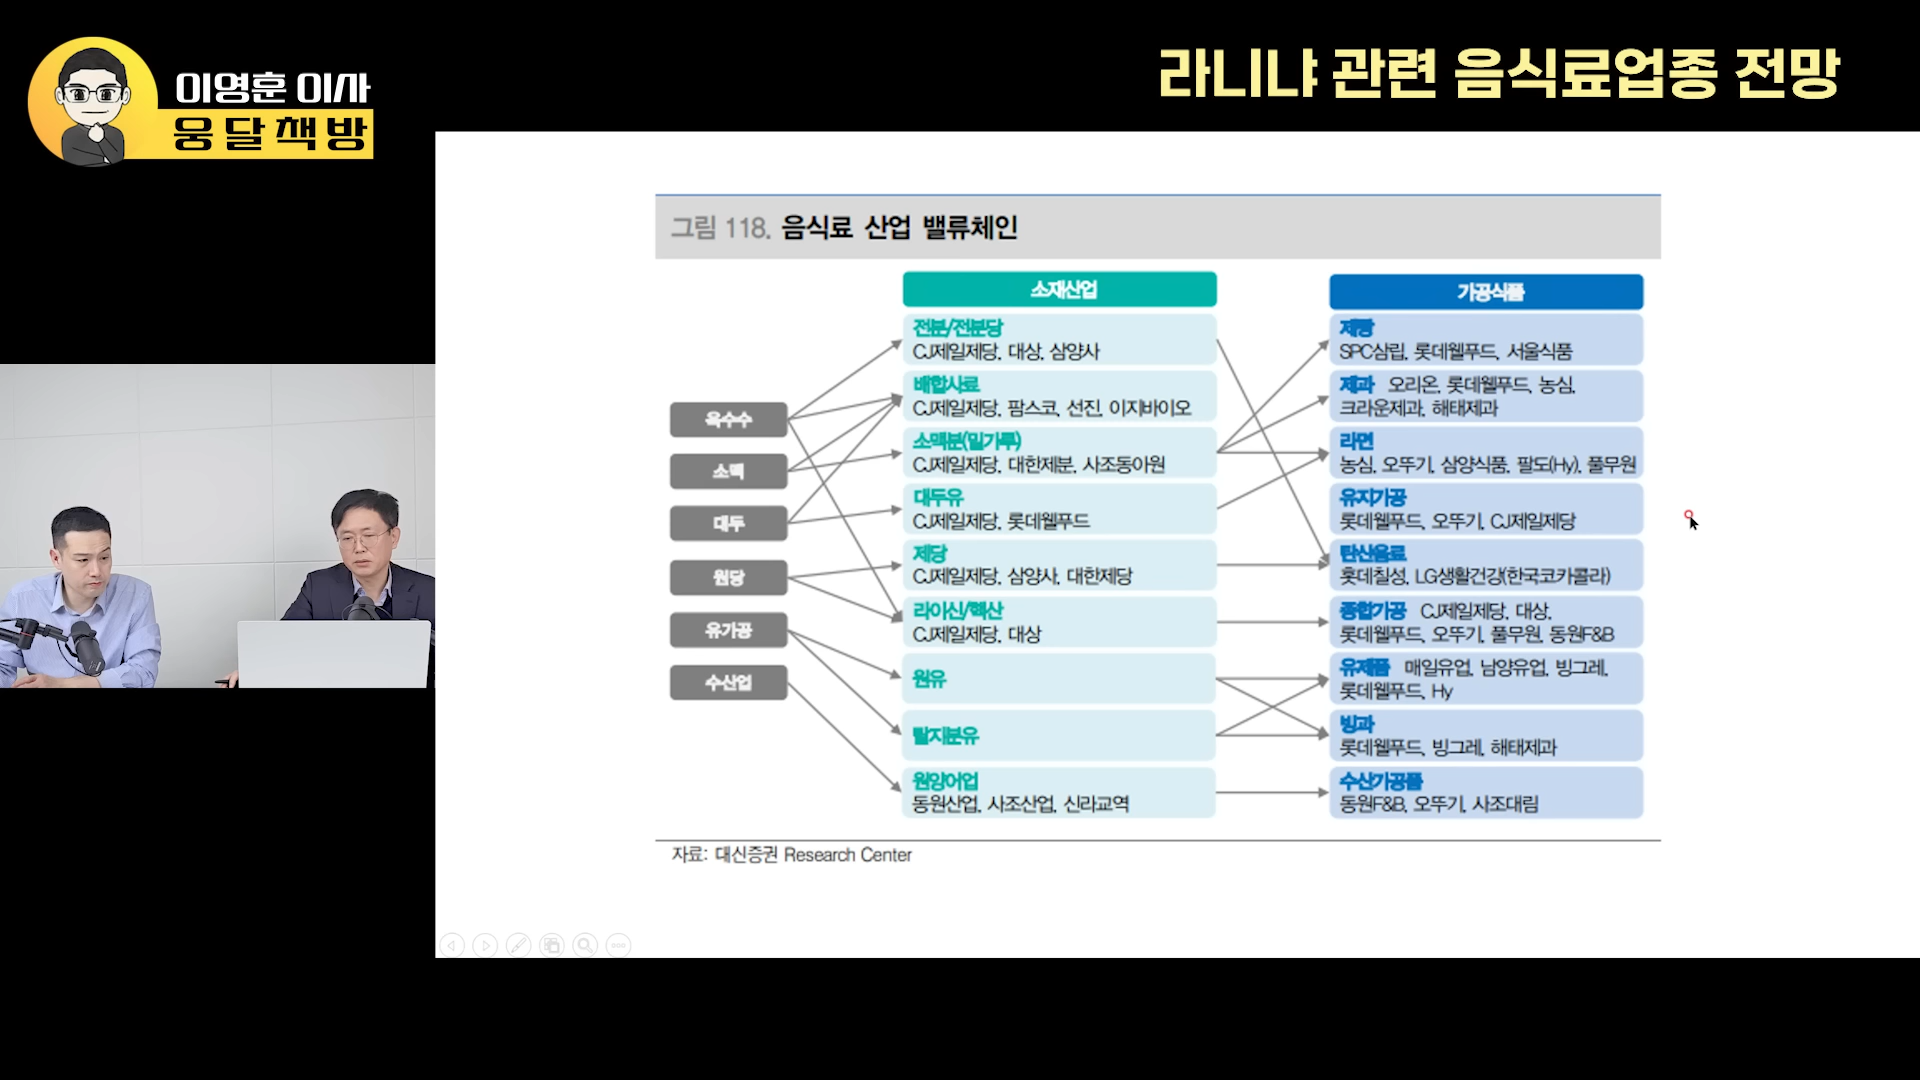 이영훈 이사
웅달책방
라니냐 관련 음식료업종 전망
그림 118. 음식료 산업 밸류체인
옥수수
소맥
대두
원당
유가공
수산업
소재산업
전분/전분당
CJ제일제당, 대상, 삼양사
배합사료
CJ제일제당, 팜스코, 선진, 이지바이오
소맥분(밀가루)
CJ제일제당, 대한제분, 사조동아원
대두유
CJ제일제당, 롯데웰푸드
제당
CJ제일제당, 삼양사, 대한제당
라이신/핵산
CJ제일제당, 대상
원유
탈지분유
원양어업
동원산업, 사조산업, 신라교역
가공식품
제빵
SPC삼립, 롯데웰푸드, 서울식품
제과 오리온, 롯데웰푸드, 농심,
크라운제과, 해태제과
라면
농심, 오뚜기, 삼양식품, 팔도(Hy), 풀무원
유지가공
롯데웰푸드, 오뚜기, CJ제일제당
탄산음료
롯데칠성, LG생활건강(한국코카콜라)
종합가공 CJ제일제당, 대상,
롯데웰푸드, 오뚜기, 풀무원, 동원F&B
유제품 매일유업, 남양유업, 빙그레,
롯데웰푸드, Hy
빙과
롯데웰푸드, 빙그레, 해태제과
수산가공품
동원F&B, 오뚜기, 사조대림
자료: 대신증권 Research Center